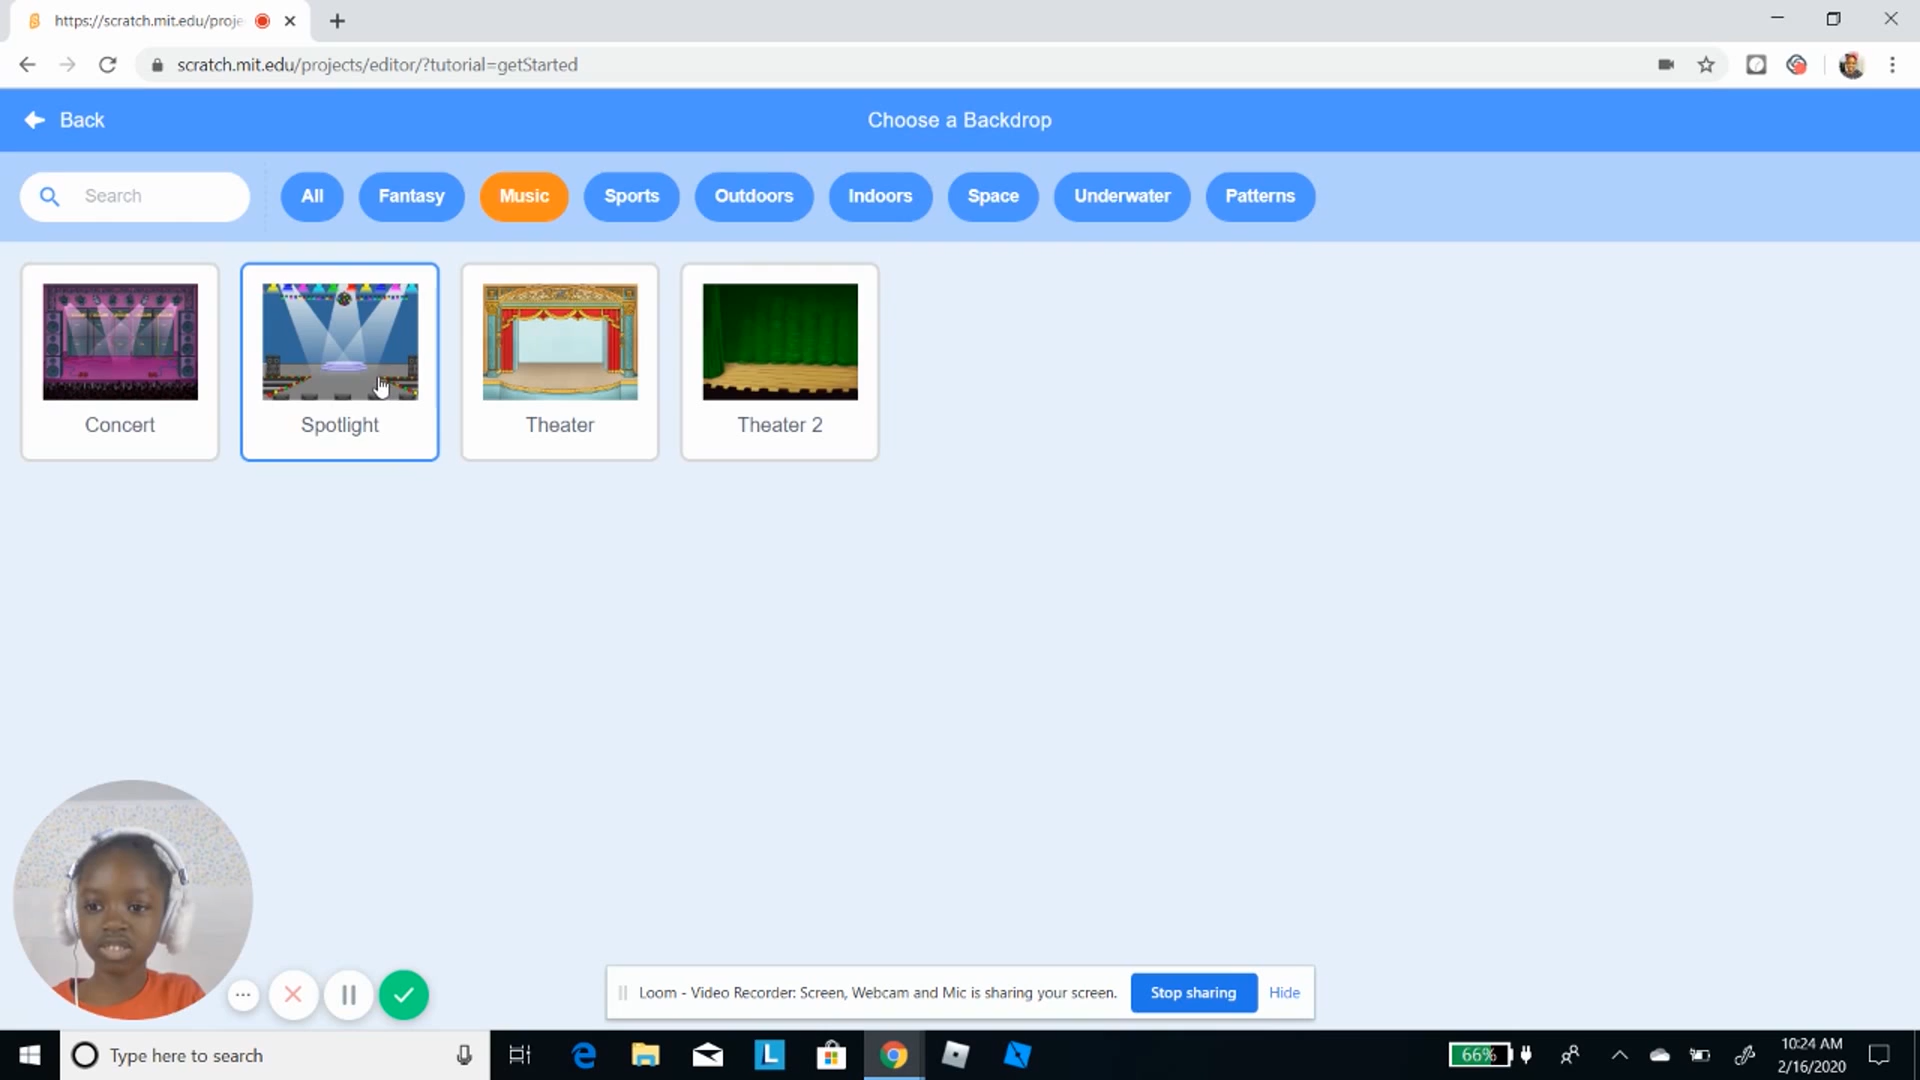 https://scratch.mit.edu/proje
scratch.mit.edu/projects/editor/?tutorial=getStarted
Back
Choose a Backdrop
Search
All
Fantasy
Music
Sports
Outdoors
Indoors
Space
Underwater
Patterns
Concert
Spotlight
Theater
Theater 2
Loom - Video Recorder: Screen, Webcam and Mic is sharing your screen.
Stop sharing
Hide
Type here to search
L
66%
10:24 AM
2/16/2020